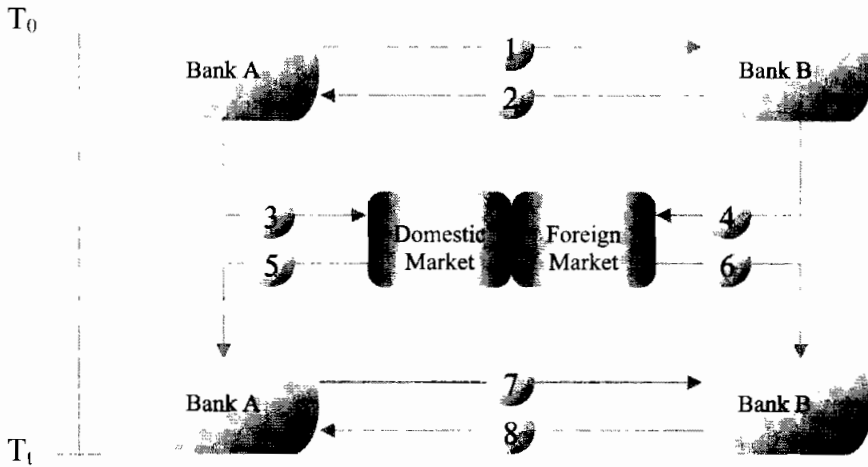 T0
1
Bank A
Bank B
2
3
4
Domestic
Market
Foreign
Market
5
6
7
Bank A
Bank B
8
Tt